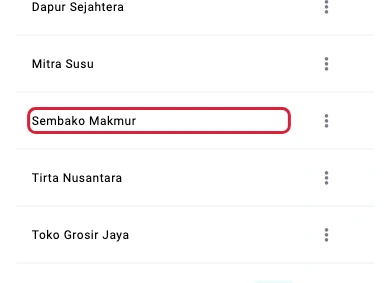 Dapur Sejahtera
Mitra Susu
Sembako Makmur
Tirta Nusantara
Toko Grosir Jaya